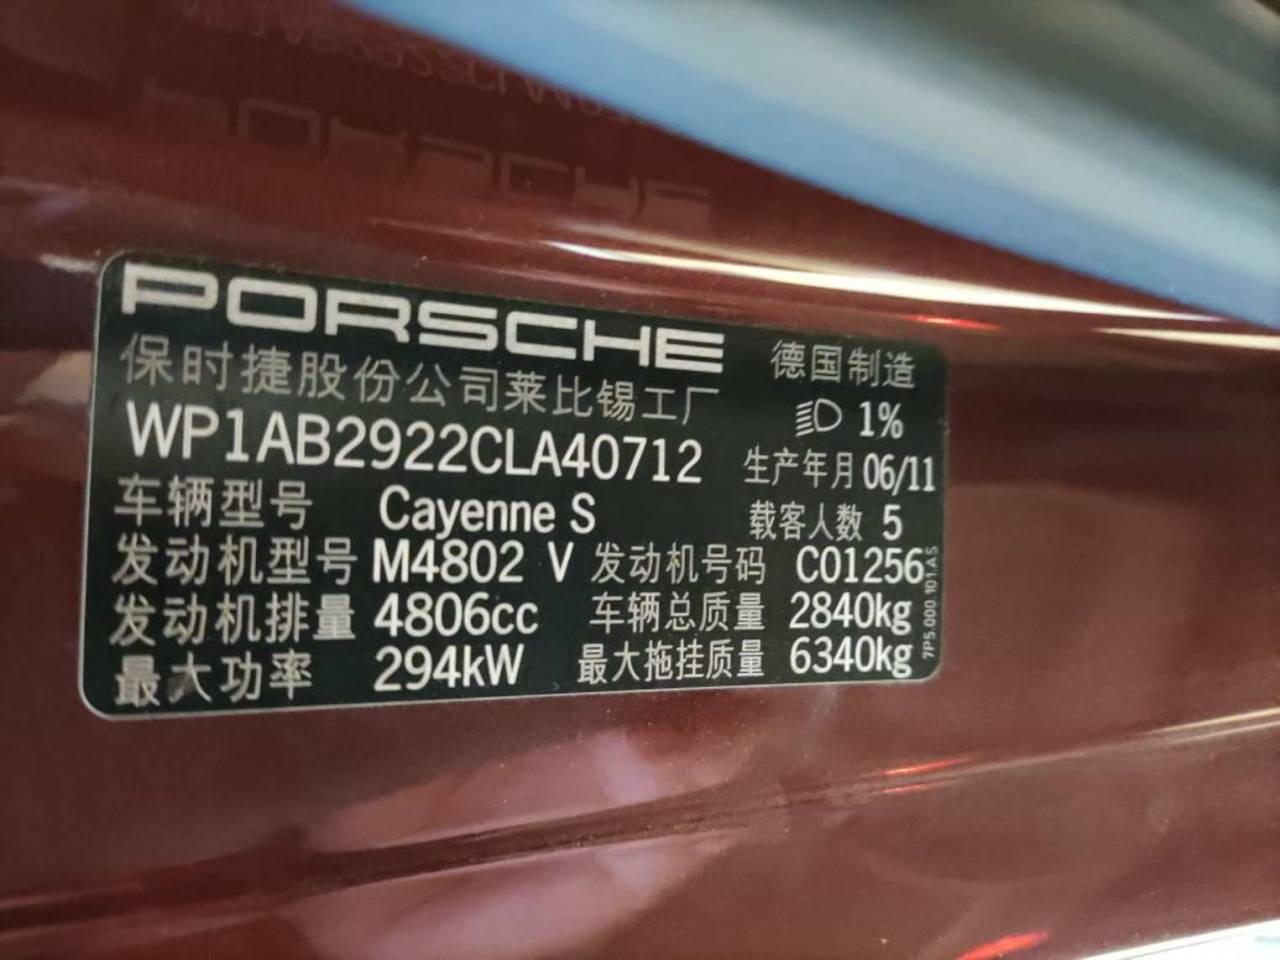 PORSCHE
保时捷股份公司莱比锡工厂 德国制造
1%
WP1AB2922CLA40712 生产年月 06/11
车辆型号 Cayenne S 载客人数 5
发动机型号 M4802 V 发动机号码 C01256
发动机排量 4806cc 车辆总质量 2840kg
最大功率 294kW 最大拖挂质量 6340kg
7P5.000.101.AS